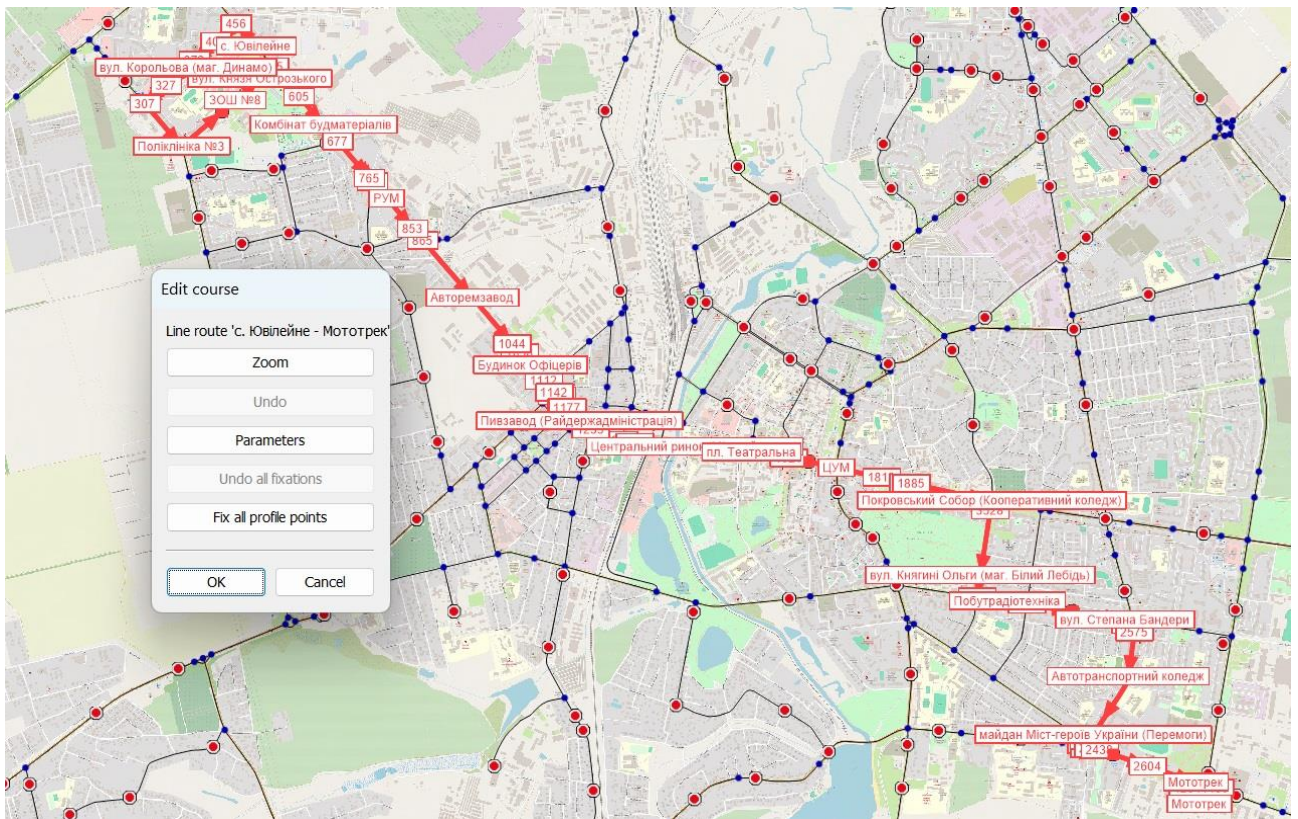 456
с. Ювілейне
вул. Корольова (маг. Динамо)
вул. Князя Острозького
327
307
ЗОШ №8
605
Комбінат будматеріалів
Поліклініка №3
677
765
РУМ
853
865
Авторемзавод
Edit course
Line route 'с. Ювілейне - Мототрек'
Zoom
Undo
Parameters
Undo all fixations
Fix all profile points
OK
Cancel
1044
Будинок Офіцерів
1112
1142
1177
Пивзавод (Райдержадміністрація)
Центральний
пл. Театральна
ЦУМ
1885
Покровський Собор (Кооперативний коледж)
3528
вул. Княгині Ольги (маг. Білий Лебідь)
Побутрадіотехніка
вул. Степана Бандери
2575
Автотранспортний коледж
майдан Міст-героїв України (Перемоги)
2604
Мототрек
Мототрек